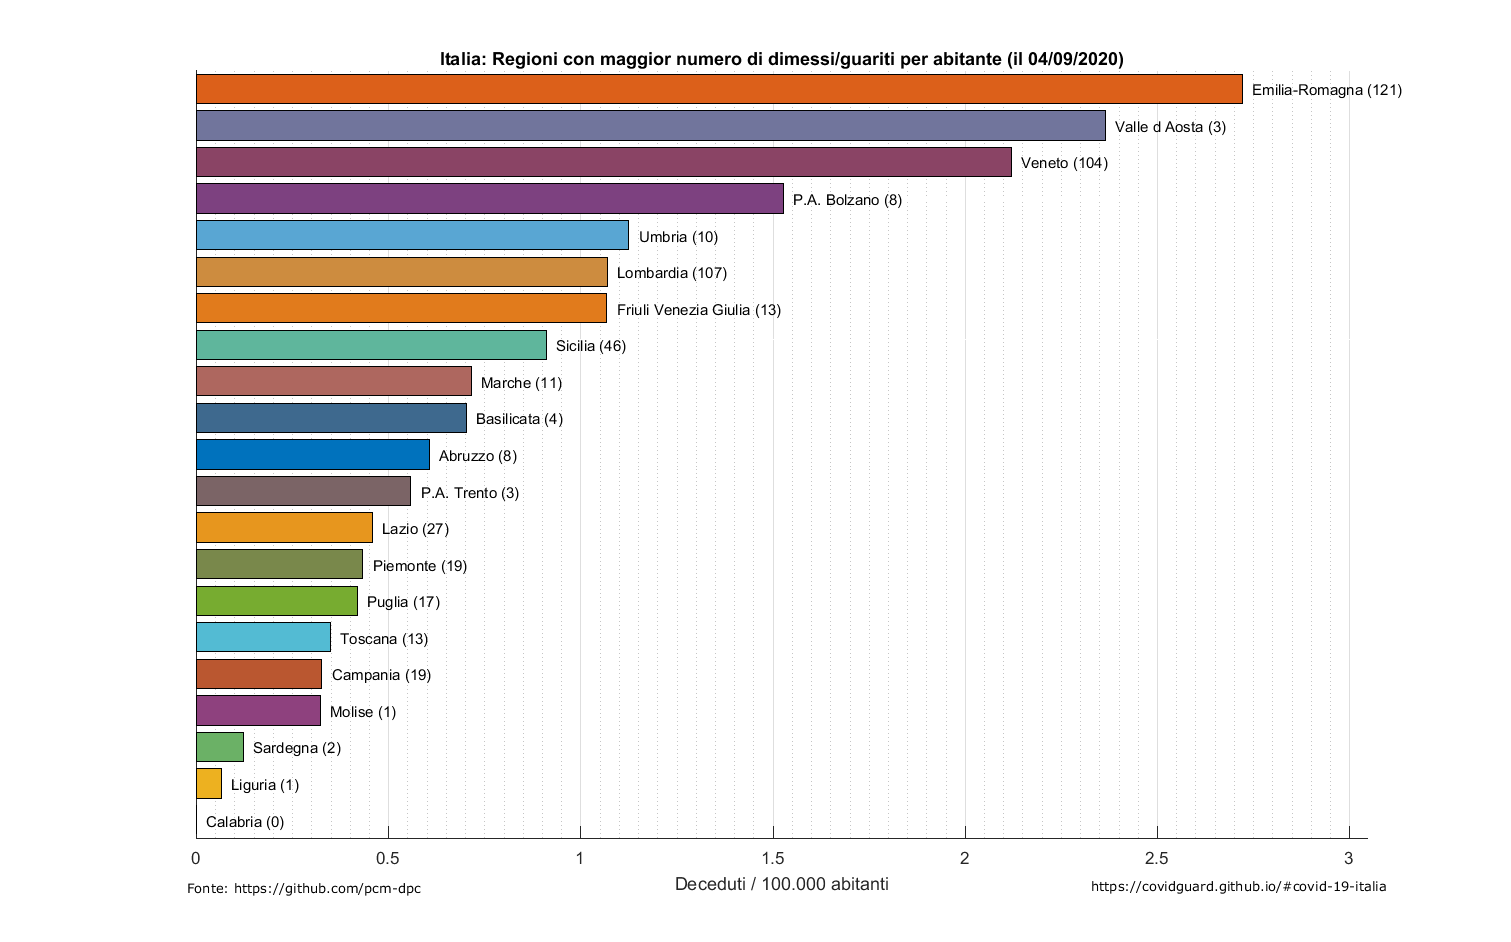 Italia: Regioni con maggior numero di dimessi/guariti per abitante (il 04/09/2020)
Emilia-Romagna (121)
Valle d Aosta (3)
Veneto (104)
P.A. Bolzano (8)
Umbria (10)
Lombardia (107)
Friuli Venezia Giulia (13)
Sicilia (46)
Marche (11)
Basilicata (4)
Abruzzo (8)
P.A. Trento (3)
Lazio (27)
Piemonte (19)
Puglia (17)
Toscana (13)
Campania (19)
Molise (1)
Sardegna (2)
Liguria (1)
Calabria (0)
0 0.5 1 1.5 2 2.5 3
Deceduti / 100.000 abitanti
Fonte: https://github.com/pcm-dpc
https://covidguard.github.io/#covid-19-italia